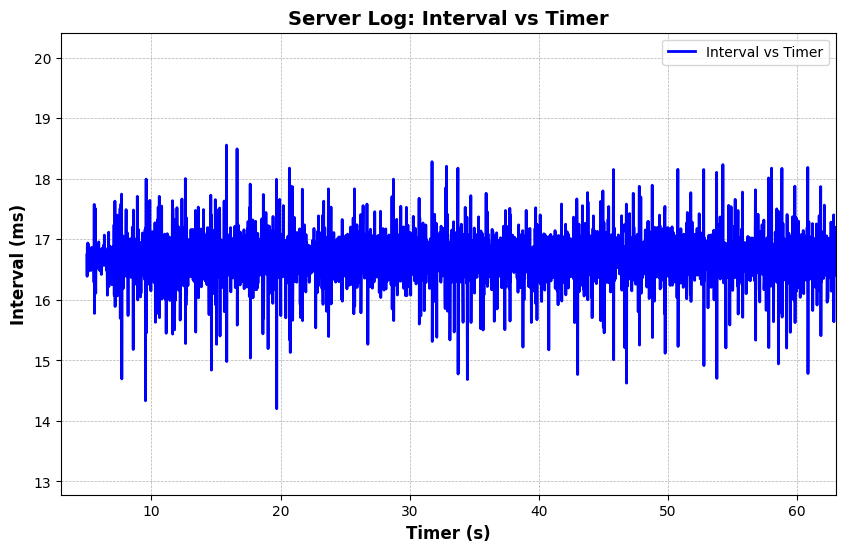 Server Log: Interval vs Timer
Interval vs Timer
20
19
18
17
16
15
14
13
Interval (ms)
10 20 30 40 50 60
Timer (s)